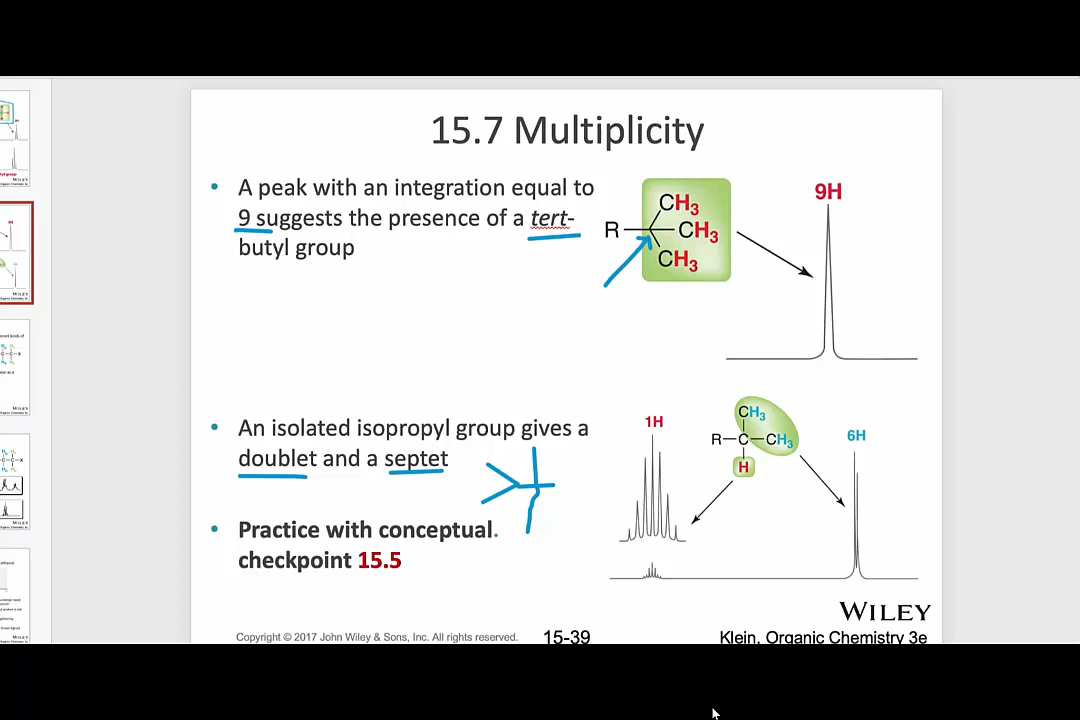 15.7 Multiplicity
• A peak with an integration equal to
9 suggests the presence of a tert-
butyl group
R
CH3
CH3
CH3
9H
• An isolated isopropyl group gives a
doublet and a septet
• Practice with conceptual.
checkpoint 15.5
1H
CH3
R—C—CH3
H
6H
WILEY
Copyright © 2017 John Wiley & Sons, Inc. All rights reserved.
15-39
Klein, Organic Chemistry 3e